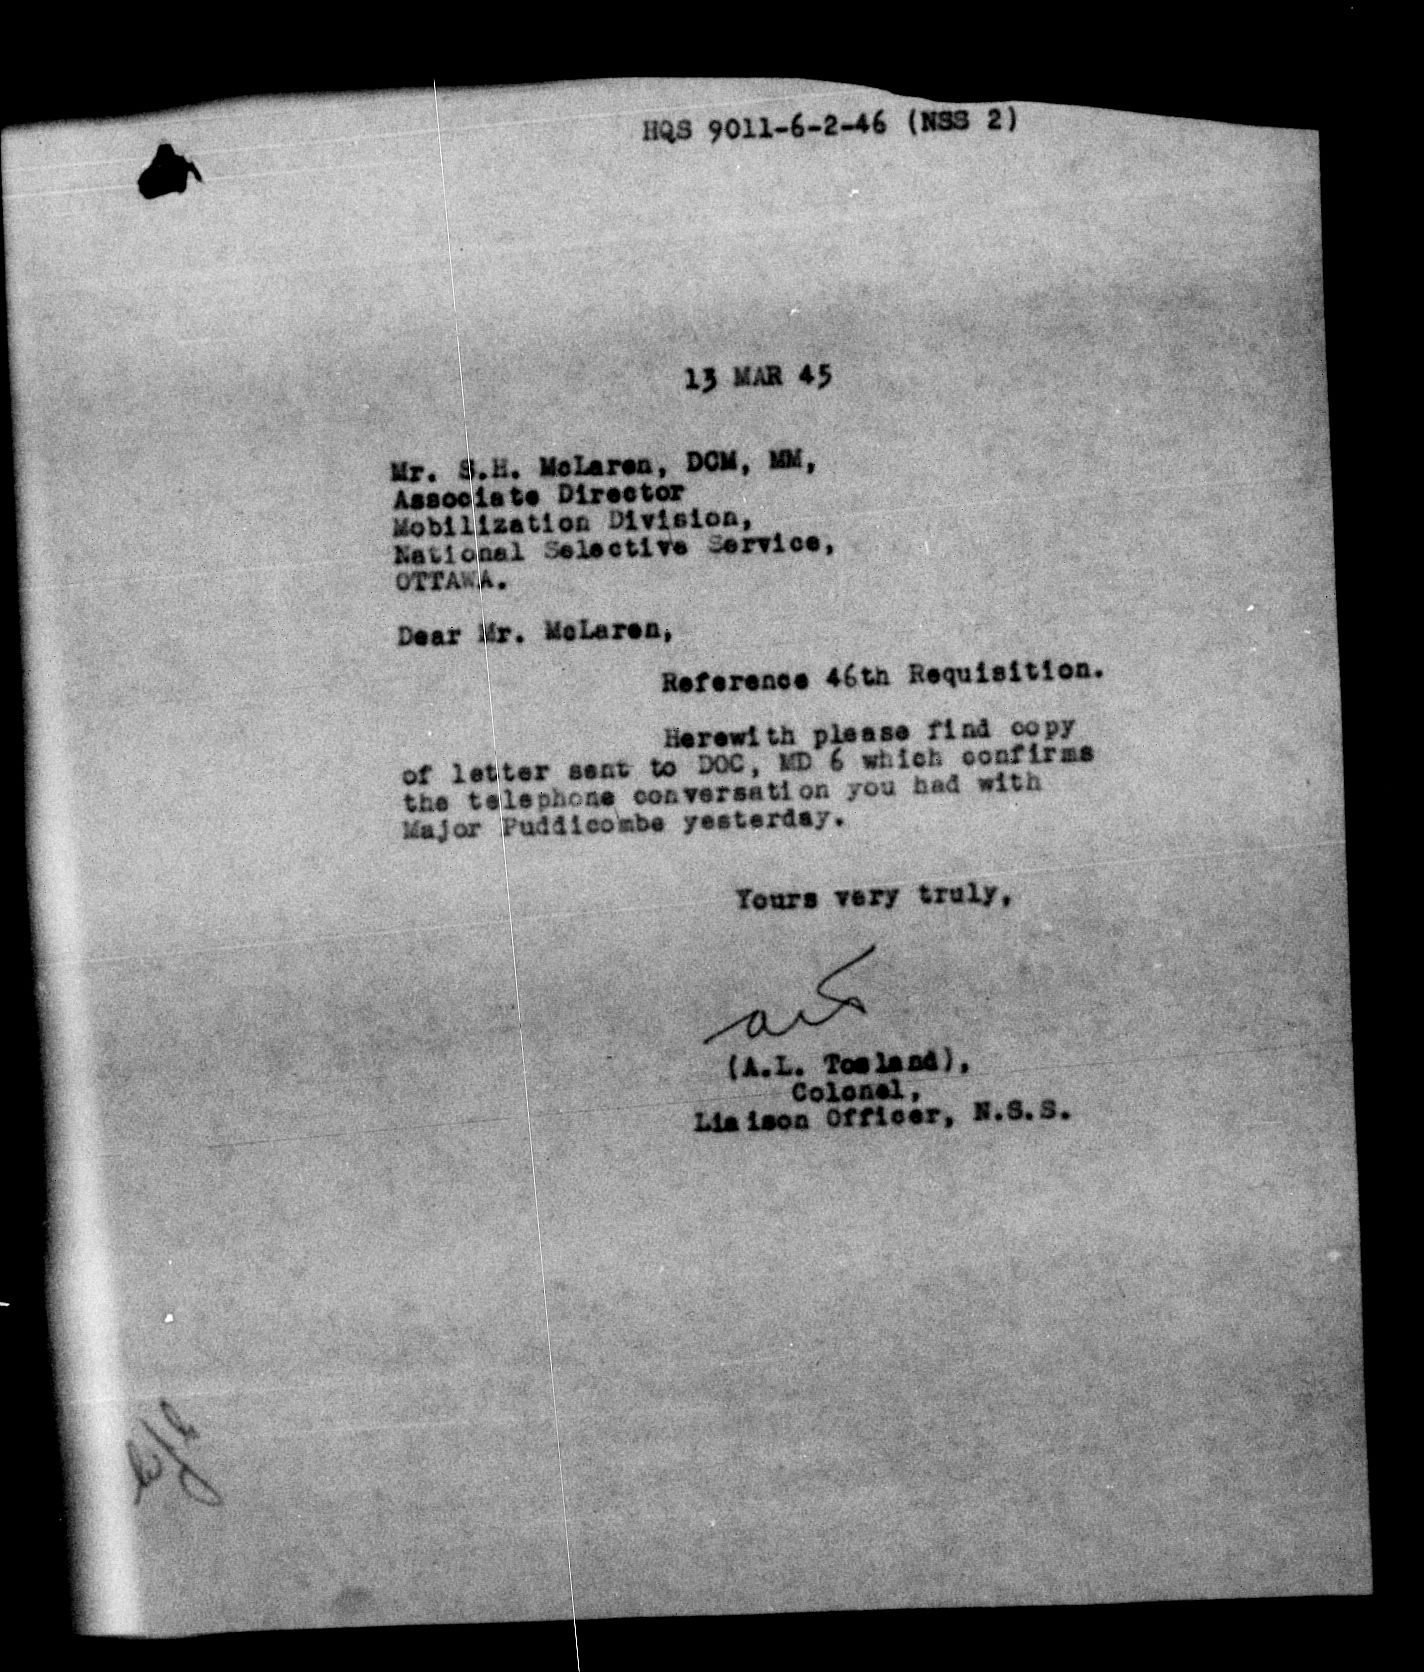 HQS 9011-6-2-46 (NSS 2)
13 MAR 45
Mr. S.H. McLaren, DCM, MM,
Associate Director
Mobilization Division,
National Selective Service,
OTTAWA.
Dear Mr. McLaren,
Reference 46th Requisition.
Herewith please find copy
of letter sent to DOC, MD 6 which confirms
the telephone conversation you had with
Major Puddicombe yesterday.
Yours very truly,
(A.L. Tosland),
Colonel,
Liaison Officer, N.S.S.